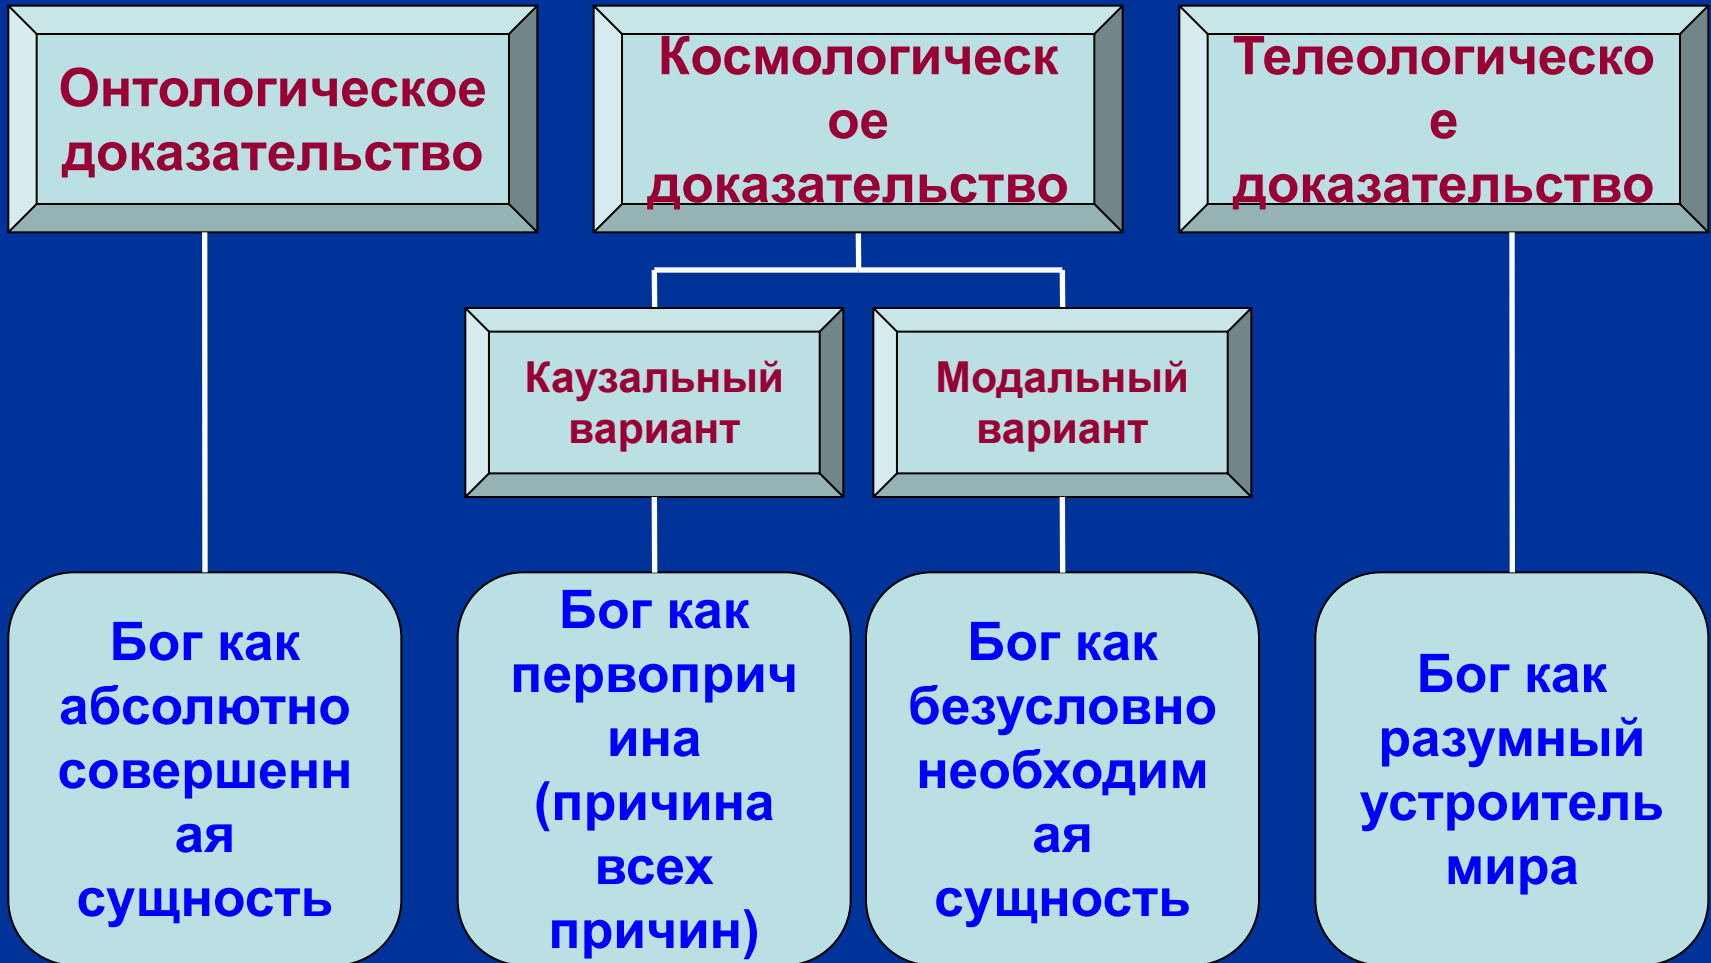 Онтологическое
доказательство
Космологическ
ое
доказательство
Телеологическо
е
доказательство
Каузальный
вариант
Модальный
вариант
Бог как
абсолютно
совершенн
ая
сущность
Бог как
первоприч
ина
(причина
всех
причин)
Бог как
безусловно
необходим
ая
сущность
Бог как
разумный
устроитель
мира